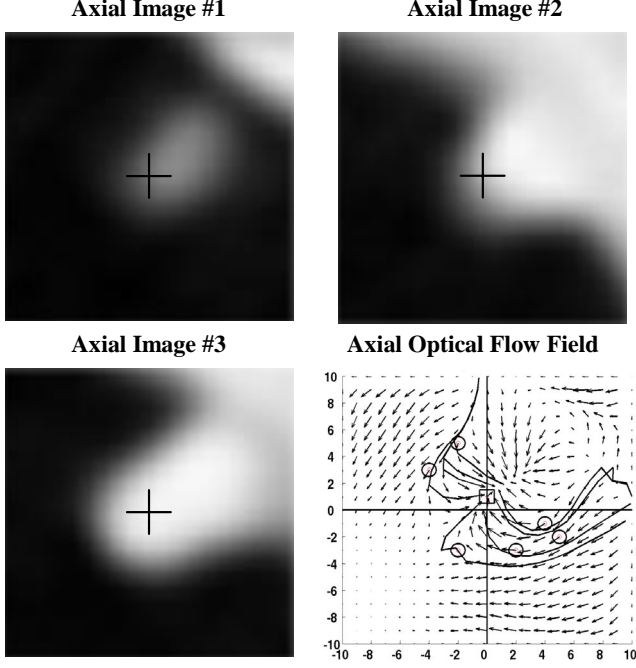 Axial Image #1
Axial Image #2
Axial Image #3
Axial Optical Flow Field
10
8
6
4
2
0
-2
-4
-6
-8
-10
-10 -8 -6 -4 -2 0 2 4 6 8 10